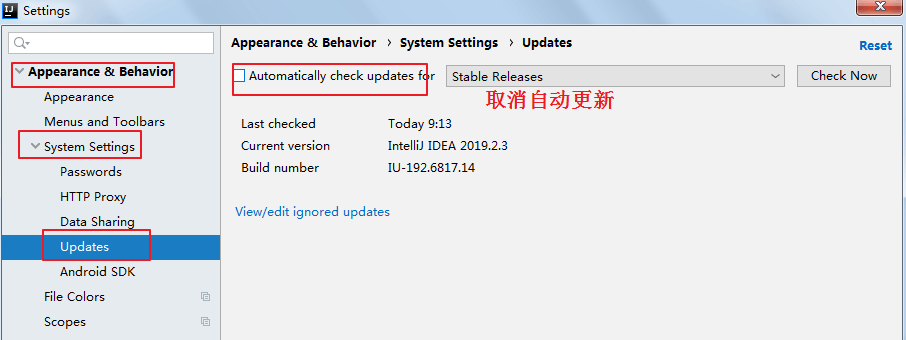 IJ Settings
Appearance & Behavior
Appearance
Menus and Toolbars
System Settings
Passwords
HTTP Proxy
Data Sharing
Updates
Android SDK
File Colors
Scopes
Appearance & Behavior › System Settings › Updates
Reset
Automatically check updates for Stable Releases Check Now
取消自动更新
Last checked Today 9:13
Current version IntelliJ IDEA 2019.2.3
Build number IU-192.6817.14
View/edit ignored updates